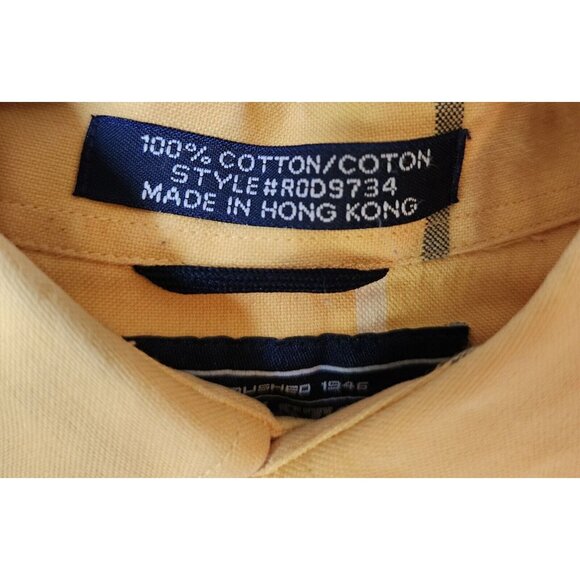 100% COTTON/COTON
STYLE#R0D9734
MADE IN HONG KONG
1946